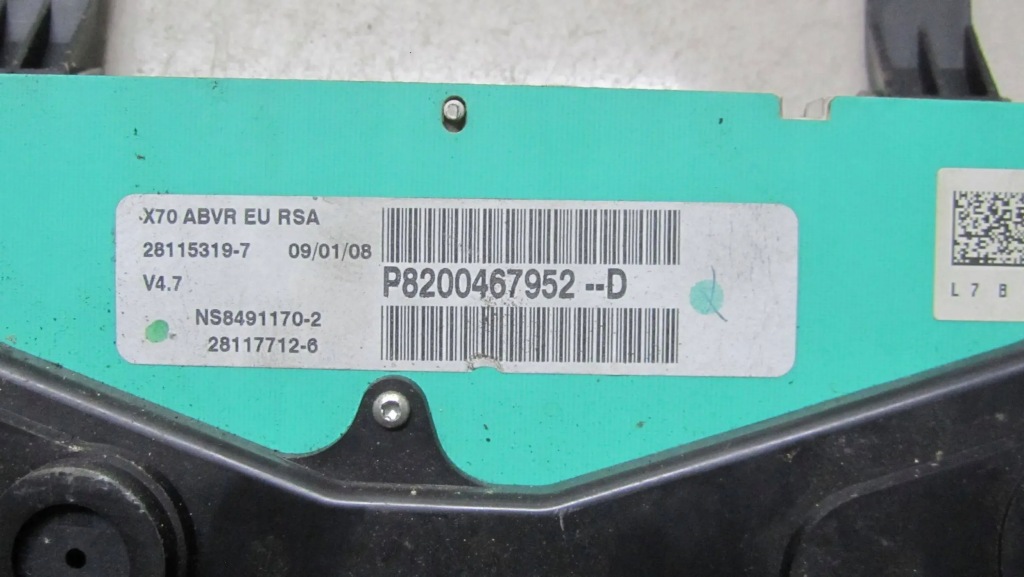 X70 ABVR EU RSA
28115319-7 09/01/08
P8200467952 --D
V4.7
NS8491170-2
28117712-6
L 7 B